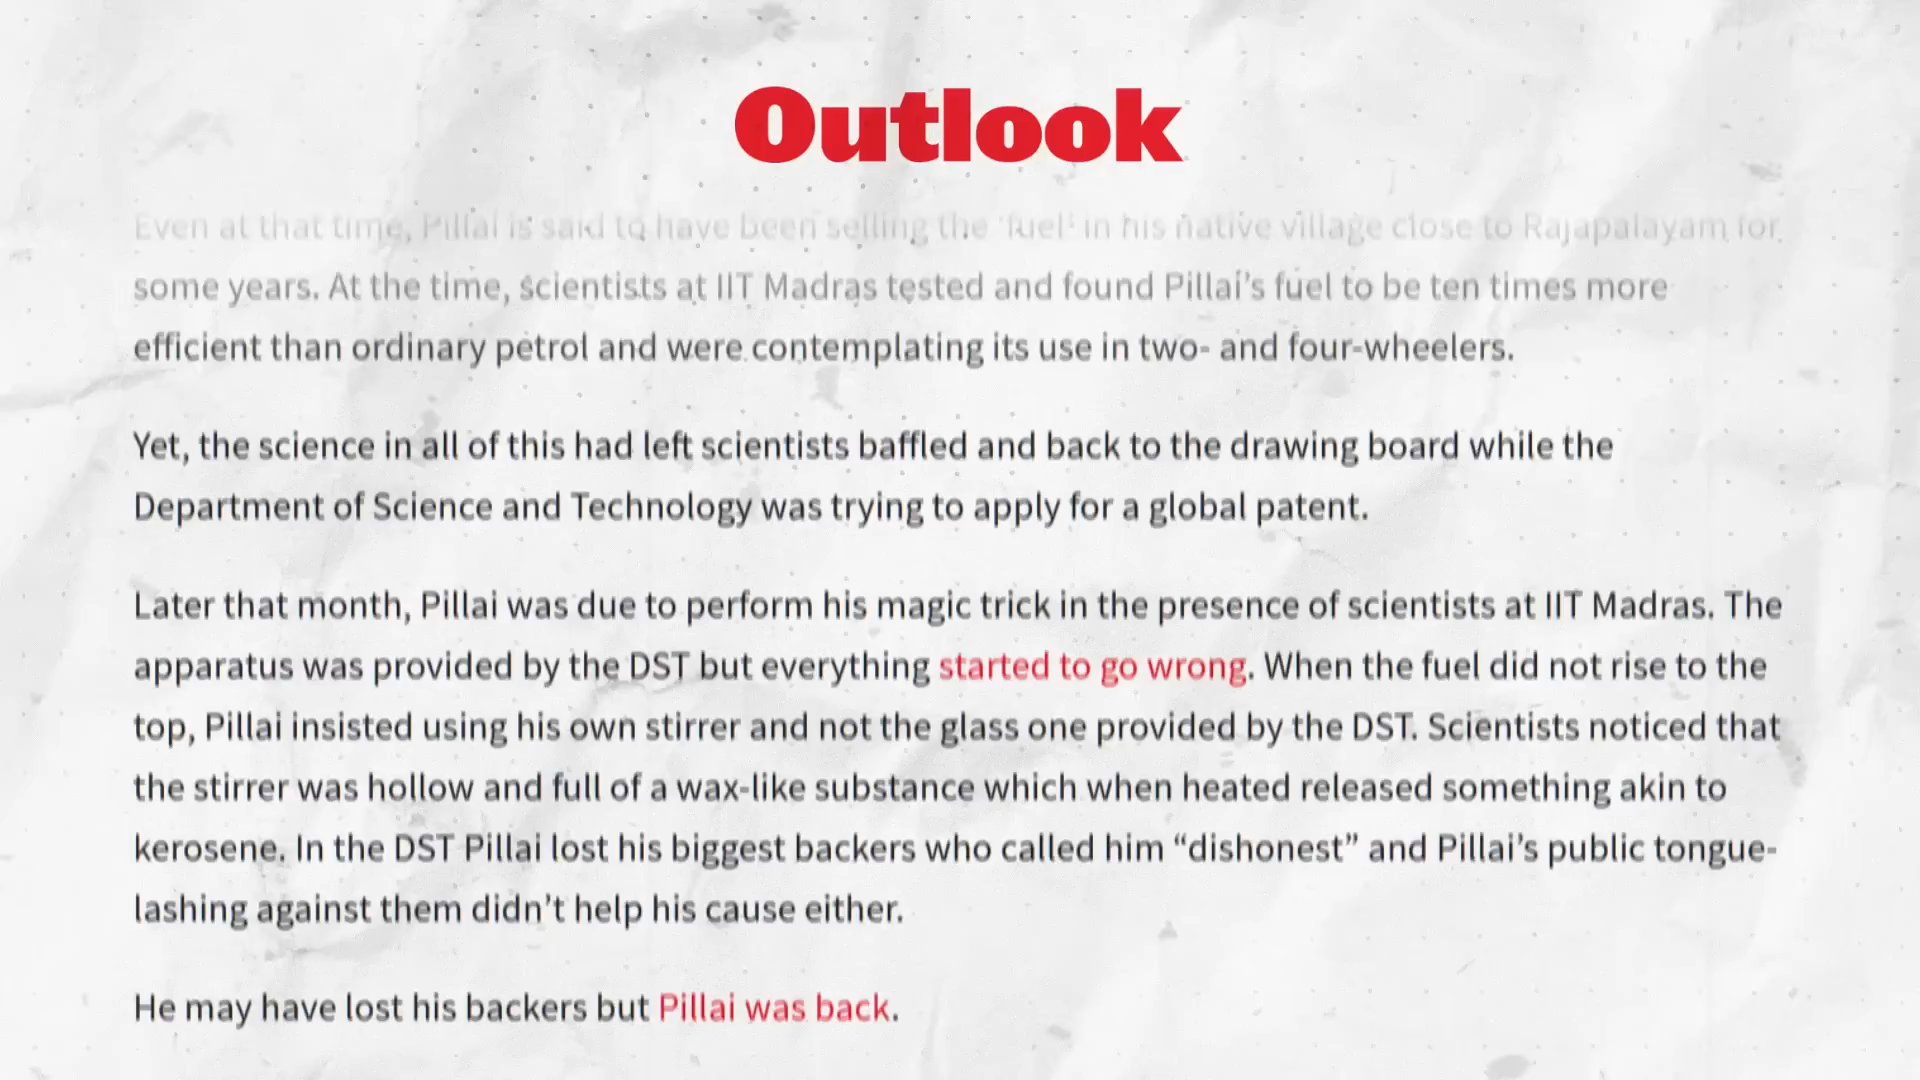 Outlook
Even at that time, Pillai is said to have been selling the 'fuel' in his native village close to Rajapalayam for
some years. At the time, scientists at IIT Madras tested and found Pillai's fuel to be ten times more
efficient than ordinary petrol and were contemplating its use in two- and four-wheelers.
Yet, the science in all of this had left scientists baffled and back to the drawing board while the
Department of Science and Technology was trying to apply for a global patent.
Later that month, Pillai was due to perform his magic trick in the presence of scientists at IIT Madras. The
apparatus was provided by the DST but everything started to go wrong. When the fuel did not rise to the
top, Pillai insisted using his own stirrer and not the glass one provided by the DST. Scientists noticed that
the stirrer was hollow and full of a wax-like substance which when heated released something akin to
kerosene. In the DST Pillai lost his biggest backers who called him “dishonest” and Pillai’s public tongue-
lashing against them didn’t help his cause either.
He may have lost his backers but Pillai was back.